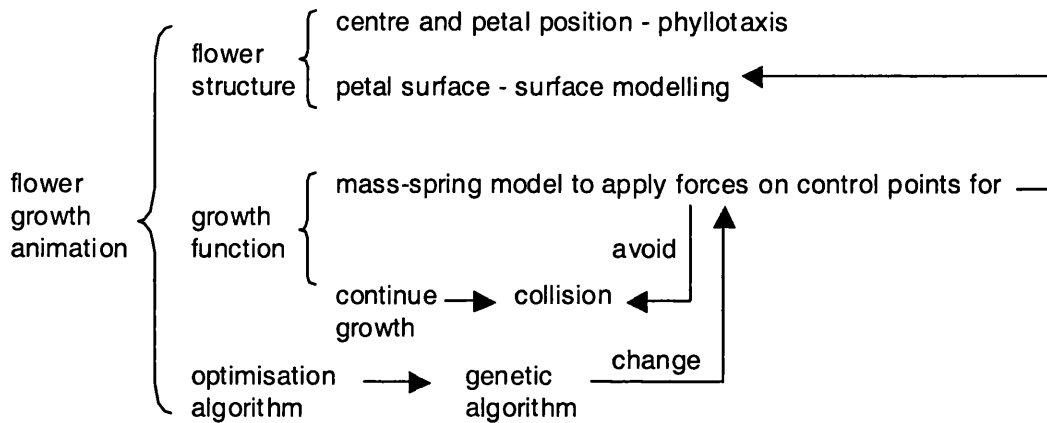 centre and petal position - phyllotaxis
flower
structure
petal surface - surface modelling
flower
growth
animation
mass-spring model to apply forces on control points for
growth
function
avoid
continue
growth
collision
change
optimisation
algorithm
genetic
algorithm